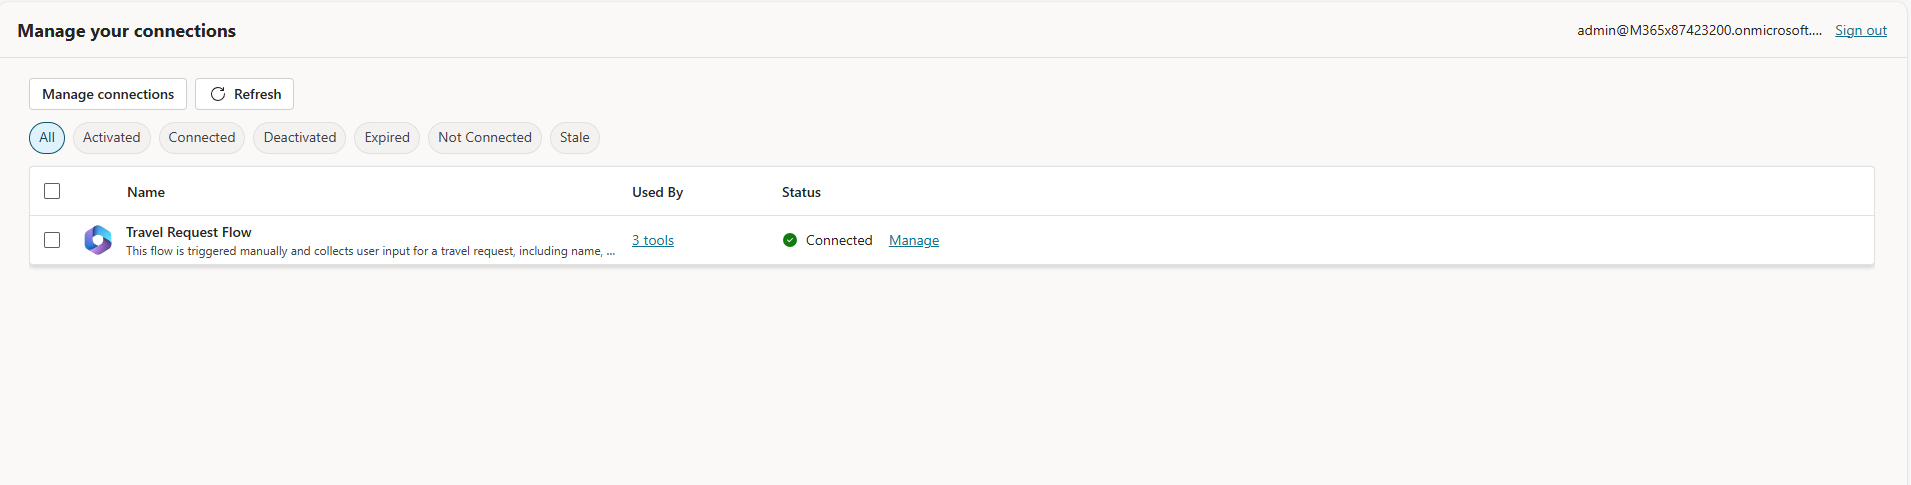 Manage your connections
admin@M365x87423200.onmicrosoft.... Sign out
Manage connections Refresh
All Activated Connected Deactivated Expired Not Connected Stale
Name Used By Status
Travel Request Flow
This flow is triggered manually and collects user input for a travel request, including name, ...
3 tools Connected Manage